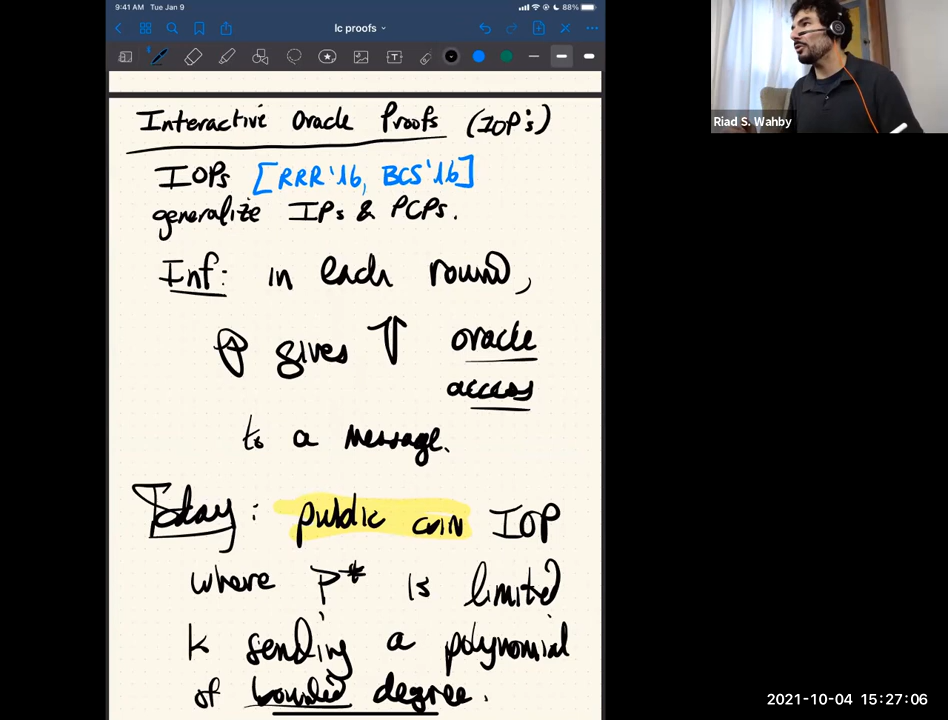 9:41 AM Tue Jan 9
88%
lc proofs
Interactive Oracle Proofs (IOP's)
IOPs [RRR'16, BCS'16]
generalize IPs & PCPs.
Inf: in each round,
P gives V oracle
access
to a message.
Today: public coin IOP
where P* is limited
to sending a polynomial
of bounded degree.
Riad S. Wahby
2021-10-04 15:27:06